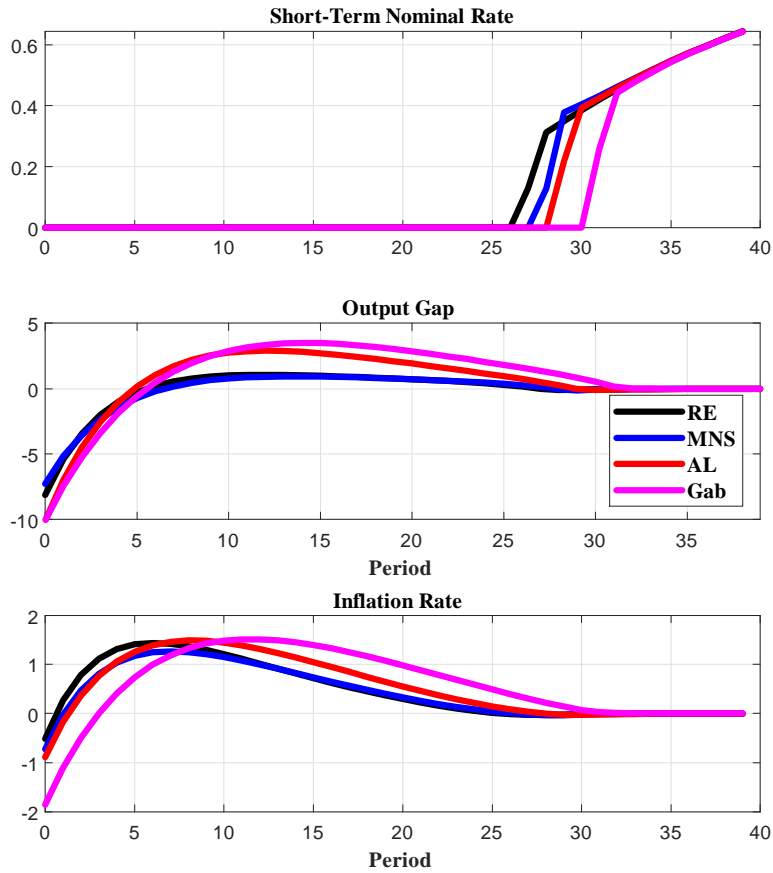 Short-Term Nominal Rate
0.6
0.4
0.2
0
0 5 10 15 20 25 30 35 40
Output Gap
5
0
-5
-10
RE
MNS
AL
Gab
0 5 10 15 20 25 30 35
Period
Inflation Rate
2
1
0
-1
-2
0 5 10 15 20 25 30 35 40
Period